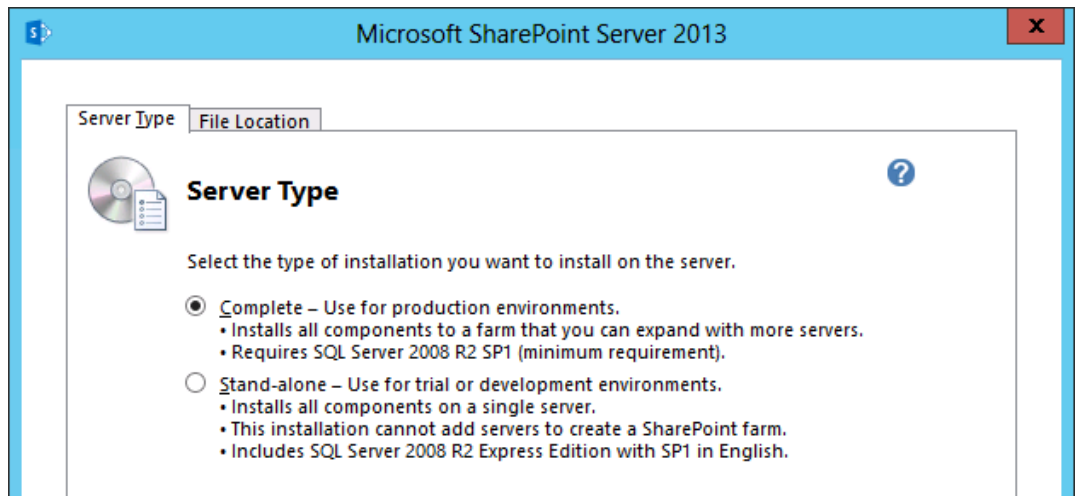 Microsoft SharePoint Server 2013
x
Server Type
File Location
Server Type
?
Select the type of installation you want to install on the server.
Complete – Use for production environments.
• Installs all components to a farm that you can expand with more servers.
• Requires SQL Server 2008 R2 SP1 (minimum requirement).
Stand-alone – Use for trial or development environments.
• Installs all components on a single server.
• This installation cannot add servers to create a SharePoint farm.
• Includes SQL Server 2008 R2 Express Edition with SP1 in English.